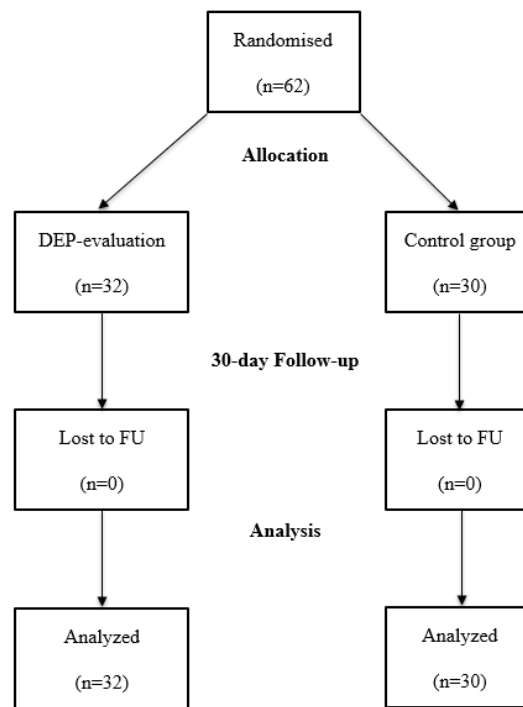 Randomised
(n=62)
Allocation
DEP-evaluation
(n=32)
Control group
(n=30)
30-day Follow-up
Lost to FU
(n=0)
Lost to FU
(n=0)
Analysis
Analyzed
(n=32)
Analyzed
(n=30)